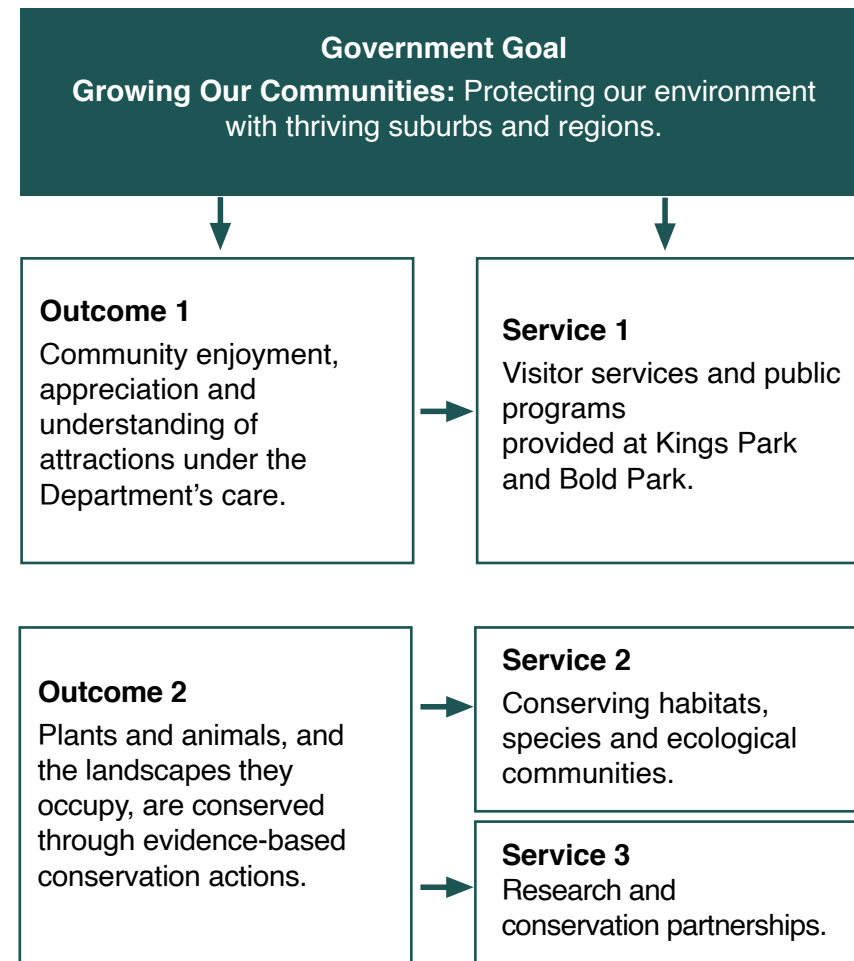 Government Goal
Growing Our Communities: Protecting our environment
with thriving suburbs and regions.
Outcome 1
Community enjoyment,
appreciation and
understanding of
attractions under the
Department’s care.
Service 1
Visitor services and public
programs
provided at Kings Park
and Bold Park.
Outcome 2
Plants and animals, and
the landscapes they
occupy, are conserved
through evidence-based
conservation actions.
Service 2
Conserving habitats,
species and ecological
communities.
Service 3
Research and
conservation partnerships.